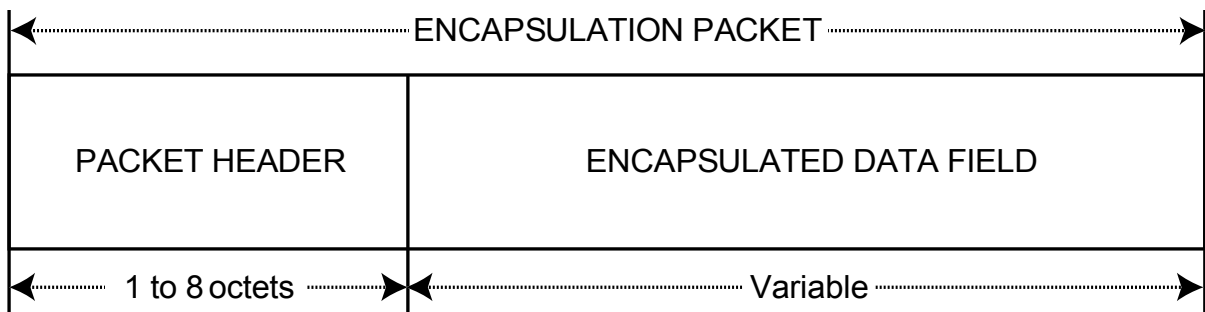 ENCAPSULATION PACKET
PACKET HEADER
ENCAPSULATED DATA FIELD
1 to 8 octets
Variable